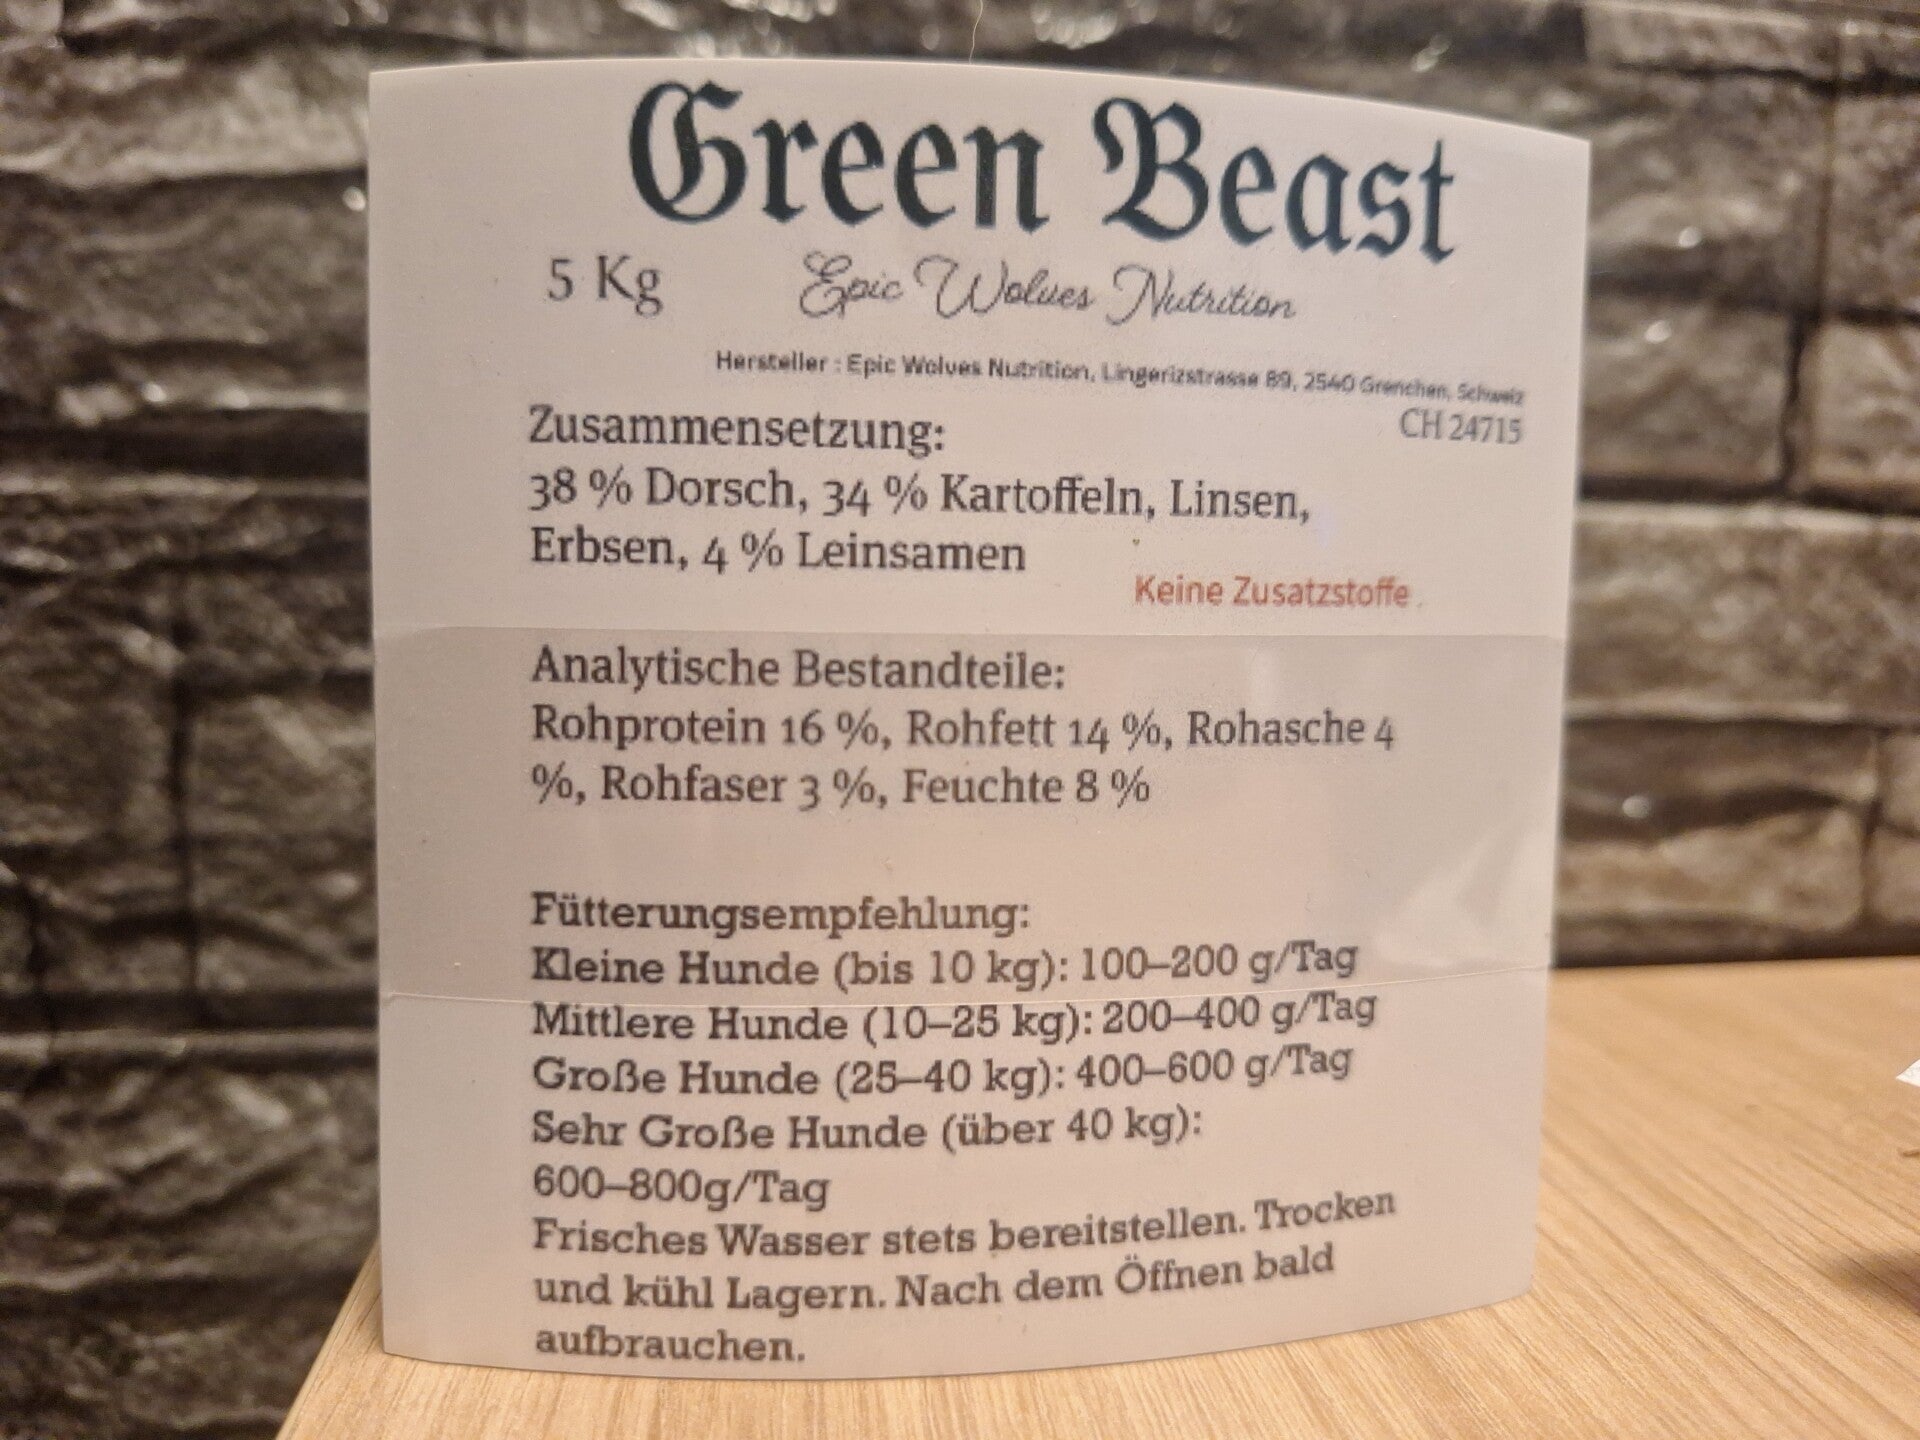 Green Beast
5 Kg
Epic Wolves Nutrition
Hersteller : Epic Wolves Nutrition, Lingerizstrasse 89, 2540 Grenchen, Schweiz
CH 24715
Zusammensetzung:
38 % Dorsch, 34 % Kartoffeln, Linsen,
Erbsen, 4 % Leinsamen
Keine Zusatzstoffe
Analytische Bestandteile:
Rohprotein 16 %, Rohfett 14 %, Rohasche 4
%, Rohfaser 3 %, Feuchte 8 %
Fütterungsempfehlung:
Kleine Hunde (bis 10 kg): 100–200 g/Tag
Mittlere Hunde (10–25 kg): 200–400 g/Tag
Große Hunde (25–40 kg): 400–600 g/Tag
Sehr Große Hunde (über 40 kg):
600–800g/Tag
Frisches Wasser stets bereitstellen. Trocken
und kühl Lagern. Nach dem Öffnen bald
aufbrauchen.